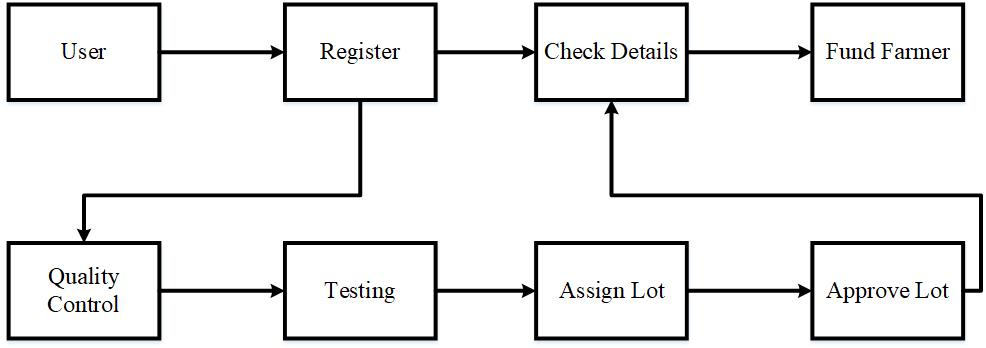 User
Register
Check Details
Fund Farmer
Quality
Control
Testing
Assign Lot
Approve Lot